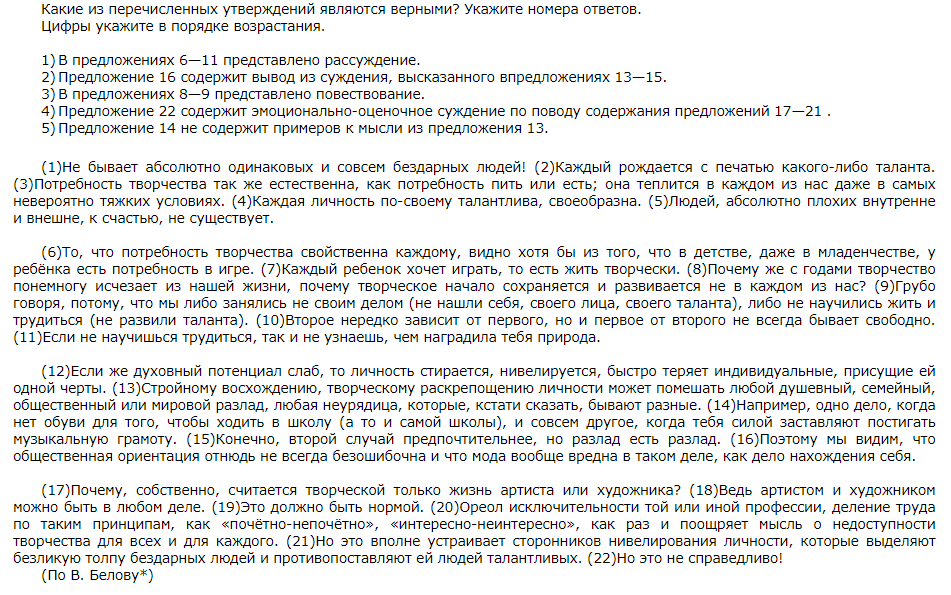 Какие из перечисленных утверждений являются верными? Укажите номера ответов.
Цифры укажите в порядке возрастания.
1) В предложениях 6—11 представлено рассуждение.
2) Предложение 16 содержит вывод из суждения, высказанного впредложениях 13—15.
3) В предложениях 8—9 представлено повествование.
4) Предложение 22 содержит эмоционально-оценочное суждение по поводу содержания предложений 17—21 .
5) Предложение 14 не содержит примеров к мысли из предложения 13.
(1)Не бывает абсолютно одинаковых и совсем бездарных людей! (2)Каждый рождается с печатью какого-либо таланта.
(3)Потребность творчества так же естественна, как потребность пить или есть; она теплится в каждом из нас даже в самых
невероятно тяжких условиях. (4)Каждая личность по-своему талантлива, своеобразна. (5)Людей, абсолютно плохих внутренне
и внешне, к счастью, не существует.
(6)То, что потребность творчества свойственна каждому, видно хотя бы из того, что в детстве, даже в младенчестве, у
ребёнка есть потребность в игре. (7)Каждый ребенок хочет играть, то есть жить творчески. (8)Почему же с годами творчество
понемногу исчезает из нашей жизни, почему творческое начало сохраняется и развивается не в каждом из нас? (9)Грубо
говоря, потому, что мы либо занялись не своим делом (не нашли себя, своего лица, своего таланта), либо не научились жить и
трудиться (не развили таланта). (10)Второе нередко зависит от первого, но и первое от второго не всегда бывает свободно.
(11)Если не научишься трудиться, так и не узнаешь, чем наградила тебя природа.
(12)Если же духовный потенциал слаб, то личность стирается, нивелируется, быстро теряет индивидуальные, присущие ей
одной черты. (13)Стройному восхождению, творческому раскрепощению личности может помешать любой душевный, семейный,
общественный или мировой разлад, любая неурядица, которые, кстати сказать, бывают разные. (14)Например, одно дело, когда
нет обуви для того, чтобы ходить в школу (а то и самой школы), и совсем другое, когда тебя силой заставляют постигать
музыкальную грамоту. (15)Конечно, второй случай предпочтительнее, но разлад есть разлад. (16)Поэтому мы видим, что
общественная ориентация отнюдь не всегда безошибочна и что мода вообще вредна в таком деле, как дело нахождения себя.
(17)Почему, собственно, считается творческой только жизнь артиста или художника? (18)Ведь артистом и художником
можно быть в любом деле. (19)Это должно быть нормой. (20)Ореол исключительности той или иной профессии, деление труда
по таким принципам, как «почётно-непочётно», «интересно-неинтересно», как раз и поощряет мысль о недоступности
творчества для всех и для каждого. (21)Но это вполне устраивает сторонников нивелирования личности, которые выделяют
безликую толпу бездарных людей и противопоставляют ей людей талантливых. (22)Но это не справедливо!
(По В. Белову*)